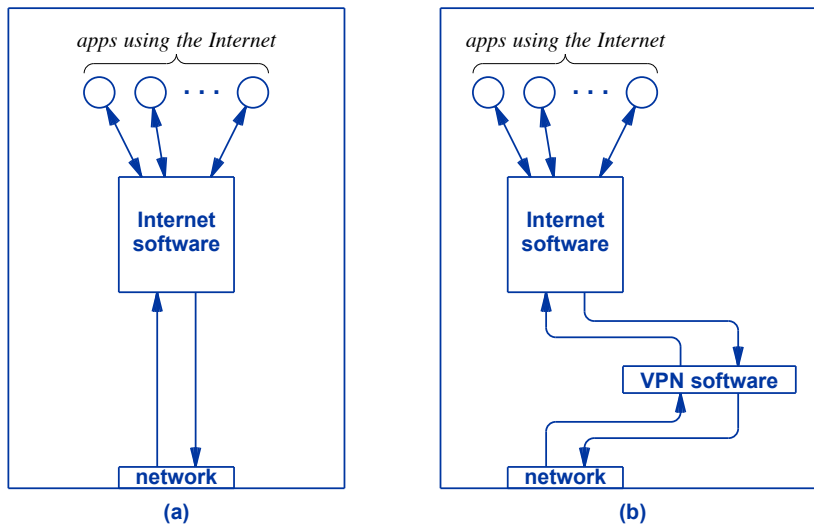 apps using the Internet
. . .
Internet
software
network
(a)
apps using the Internet
. . .
Internet
software
VPN software
network
(b)